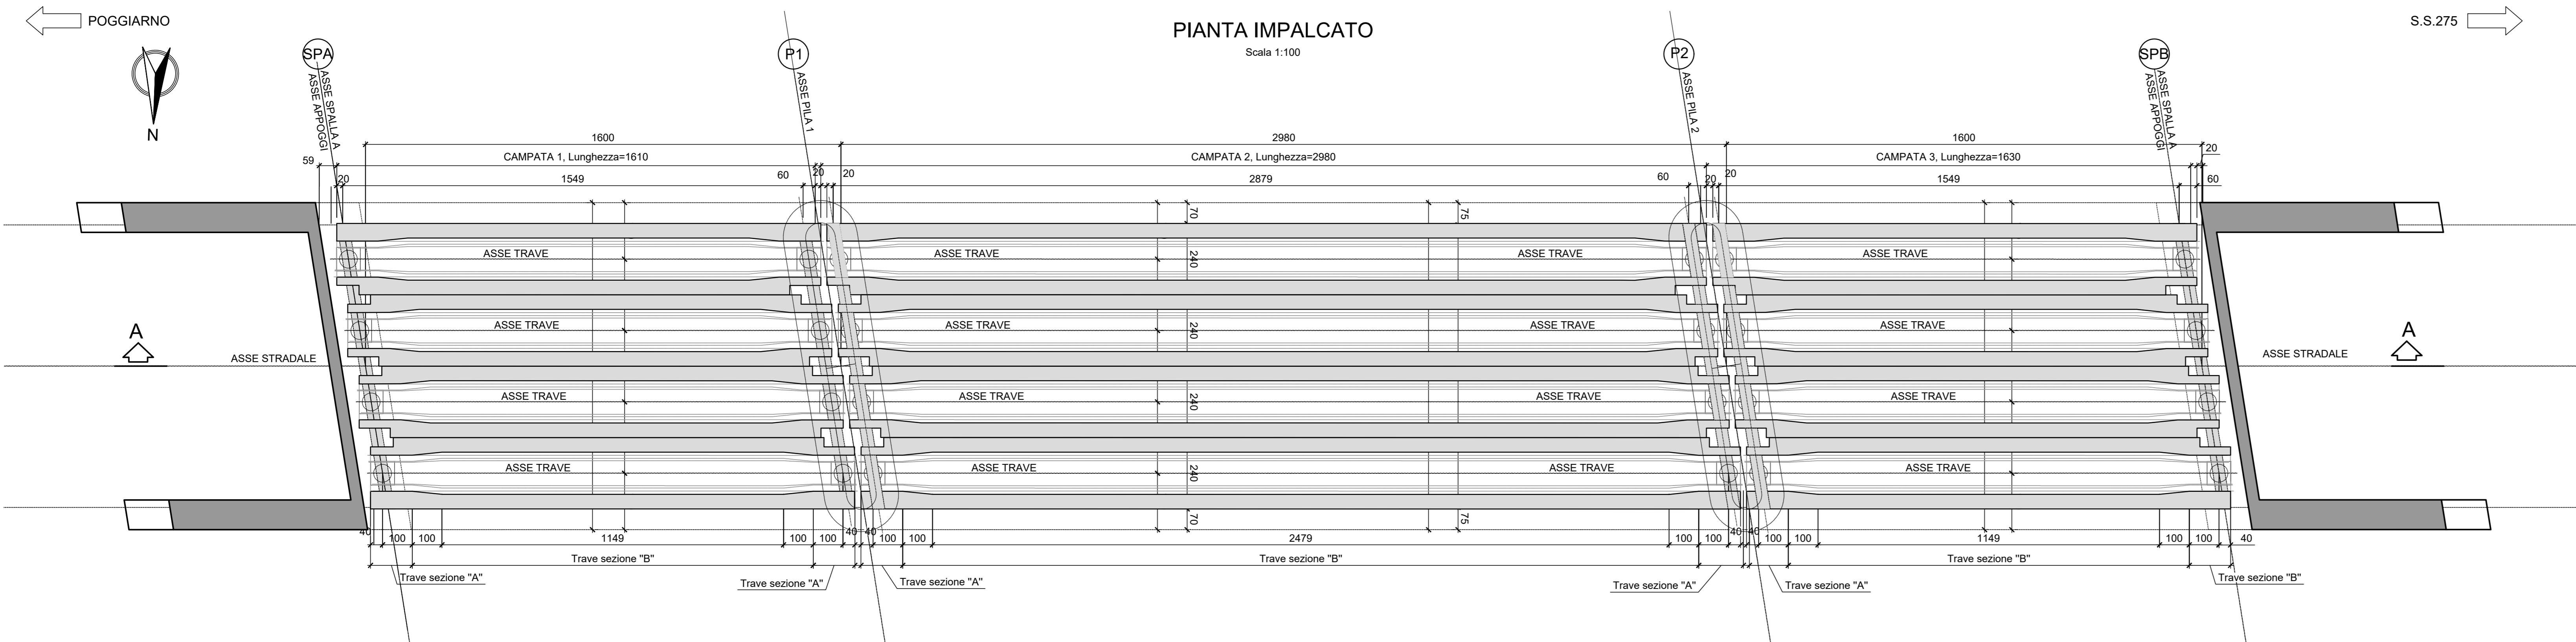 POGGIARNO
PIANTA IMPALCATO
Scala 1:100
S.S.275
N
SPA
P1
P2
SPB
ASSE SPALLA A
ASSE APPOGGI
ASSE PILA 1
ASSE PILA 2
ASSE SPALLA A
ASSE APPOGGI
1600
2980
1600
59
CAMPATA 1, Lunghezza=1610
CAMPATA 2, Lunghezza=2980
CAMPATA 3, Lunghezza=1630
20
20
1549
60
20
20
2879
60
20
20
1549
60
70
75
ASSE TRAVE
ASSE TRAVE
240
ASSE TRAVE
ASSE TRAVE
A
ASSE STRADALE
ASSE TRAVE
ASSE TRAVE
240
ASSE TRAVE
ASSE TRAVE
ASSE STRADALE
A
ASSE TRAVE
ASSE TRAVE
240
ASSE TRAVE
ASSE TRAVE
ASSE TRAVE
ASSE TRAVE
240
ASSE TRAVE
ASSE TRAVE
70
75
40
100
100
1149
100
100
40
40
100
100
2479
100
100
40
40
100
100
1149
100
100
40
Trave sezione "B"
Trave sezione "B"
Trave sezione "B"
Trave sezione "A"
Trave sezione "A"
Trave sezione "A"
Trave sezione "A"
Trave sezione "A"
Trave sezione "B"